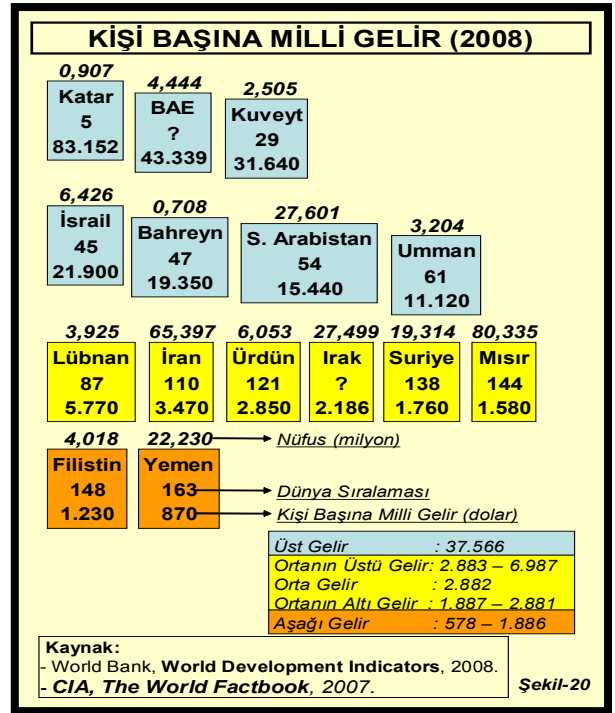 KİŞİ BAŞINA MİLLİ GELİR (2008)
0,907
Katar
5
83.152
4,444
BAE
?
43.339
2,505
Kuveyt
29
31.640
6,426
İsrail
45
21.900
0,708
Bahreyn
47
19.350
27,601
S. Arabistan
54
15.440
3,204
Umman
61
11.120
3,925
Lübnan
87
5.770
65,397
İran
110
3.470
6,053
Ürdün
121
2.850
27,499
Irak
?
2.186
19,314
Suriye
138
1.760
80,335
Mısır
144
1.580
4,018
Filistin
148
1.230
22,230
Yemen
163
870
Nüfus (milyon)
Dünya Sıralaması
Kişi Başına Milli Gelir (dolar)
Üst Gelir : 37.566
Ortanın Üstü Gelir: 2.883 – 6.987
Orta Gelir : 2.882
Ortanın Altı Gelir : 1.887 – 2.881
Aşağı Gelir : 578 – 1.886
Kaynak:
- World Bank, World Development Indicators, 2008.
- CIA, The World Factbook, 2007.
Şekil-20